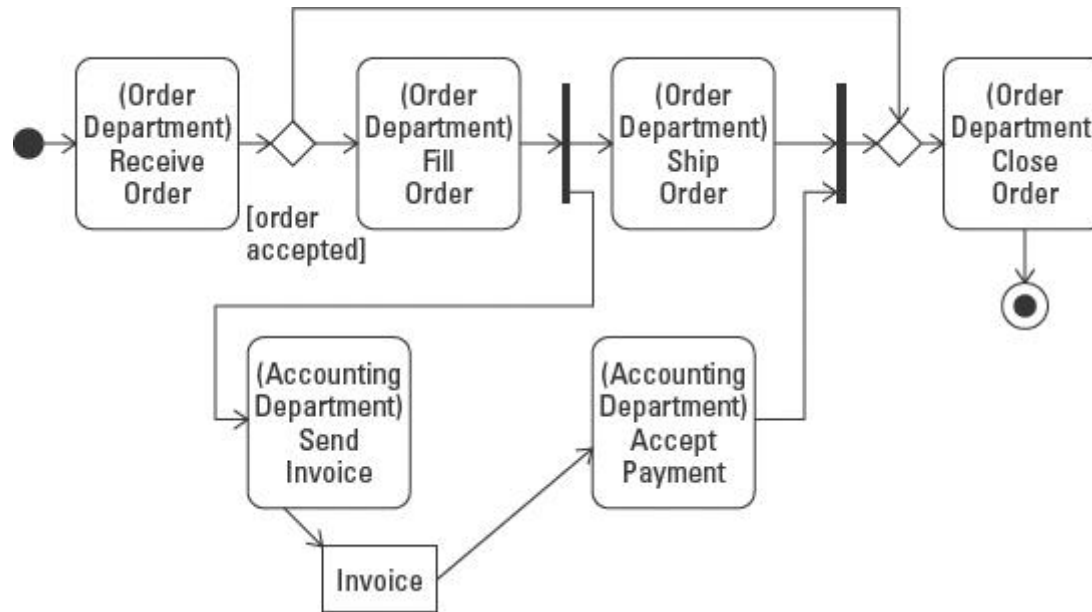 (Order
Department)
Receive
Order
(Order
Department)
Fill
Order
(Order
Department)
Ship
Order
(Order
Department)
Close
Order
[order
accepted]
(Accounting
Department)
Send
Invoice
(Accounting
Department)
Accept
Payment
Invoice